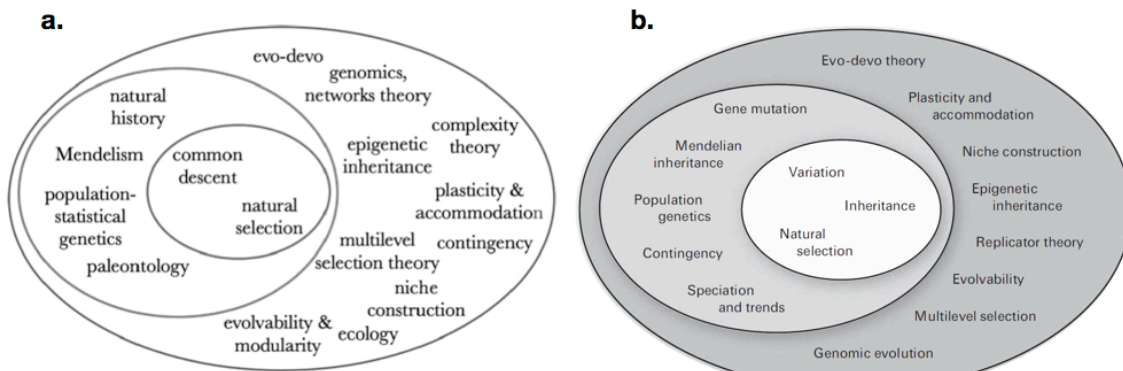 a.
evo-devo
genomics,
networks theory
natural
history
complexity
theory
epigenetic
inheritance
Mendelism
common
descent
plasticity &
accommodation
population-
statistical
genetics
natural
selection
contingency
multilevel
selection theory
paleontology
niche
construction
evolvability &
modularity
ecology
b.
Evo-devo theory
Gene mutation
Plasticity and
accommodation
Mendelian
inheritance
Variation
Niche construction
Population
genetics
Inheritance
Epigenetic
inheritance
Natural
selection
Contingency
Replicator theory
Speciation
and trends
Evolvability
Multilevel selection
Genomic evolution